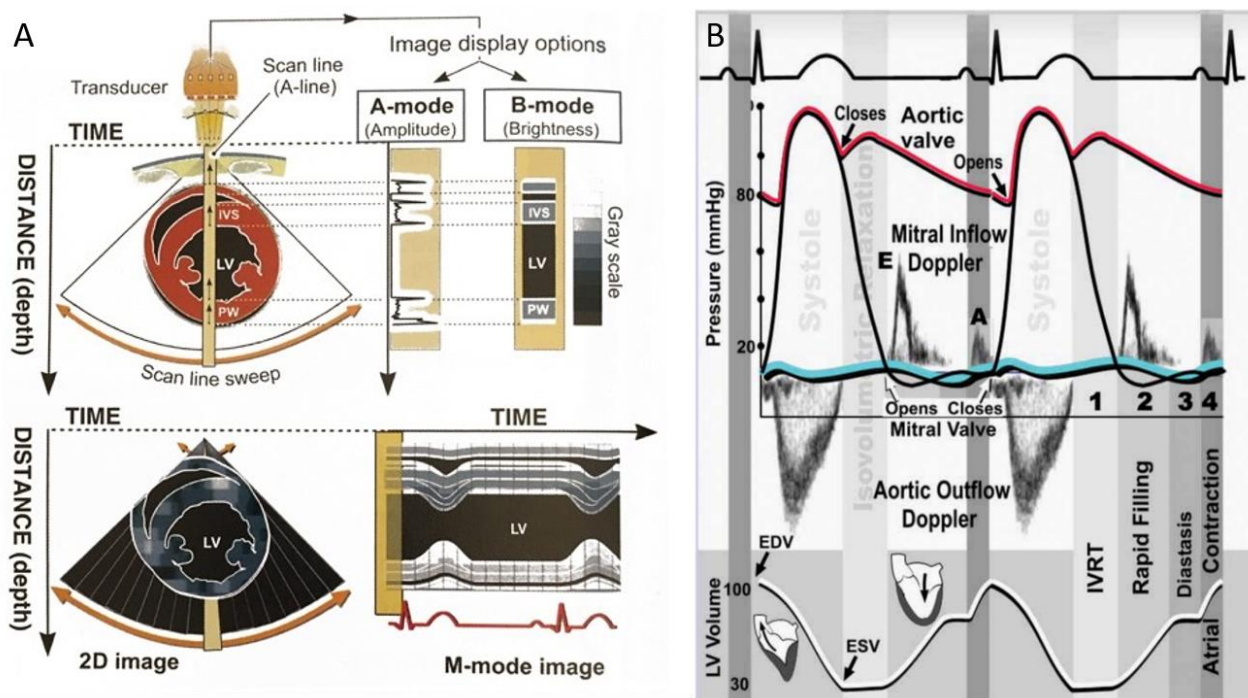 A
Image display options
Scan line
(A-line)
Transducer
A-mode
(Amplitude)
B-mode
(Brightness)
TIME
DISTANCE (depth)
IVS
LV
PW
IVS
LV
PW
Gray scale
Scan line sweep
TIME
TIME
DISTANCE (depth)
LV
LV
2D image
M-mode image
B
Closes
Aortic
valve
Opens
80
Pressure (mmHg)
Systole
Isovolumetric Relaxation
Mitral Inflow
Doppler
E
A
Systole
20
Opens Closes
Mitral Valve
1
2
3
4
Aortic Outflow
Doppler
IVRT
Rapid Filling
Diastasis
Atrial Contraction
EDV
100
LV Volume
ESV
30